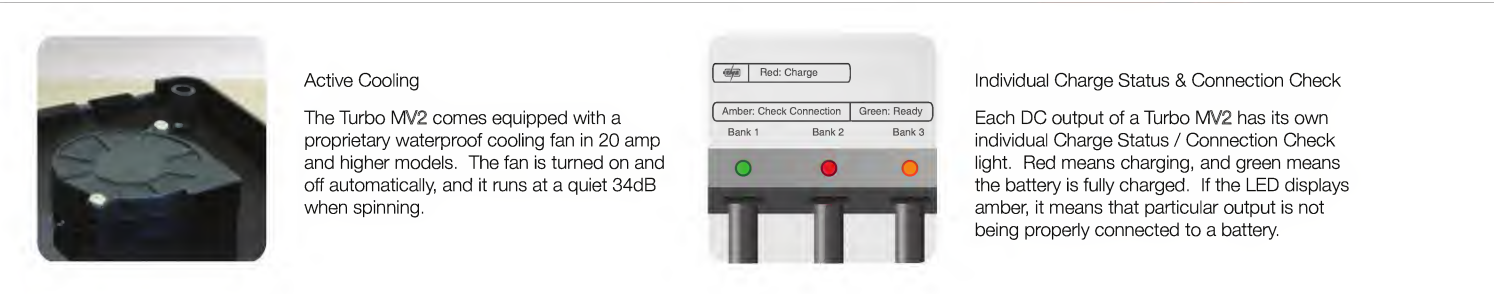 Active Cooling
The Turbo MV2 comes equipped with a
proprietary waterproof cooling fan in 20 amp
and higher models.  The fan is turned on and
off automatically, and it runs at a quiet 34dB
when spinning.
Red: Charge
Amber: Check Connection Green: Ready
Bank 1 Bank 2 Bank 3
Individual Charge Status & Connection Check
Each DC output of a Turbo MV2 has its own
individual Charge Status / Connection Check
light.  Red means charging, and green means
the battery is fully charged.  If the LED displays
amber, it means that particular output is not
being properly connected to a battery.